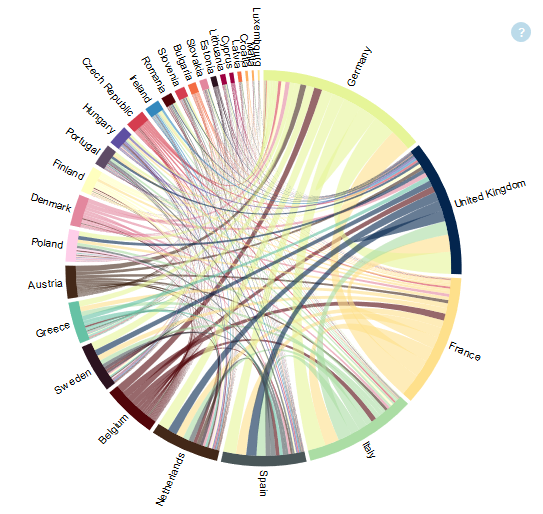 ?
Germany
United Kingdom
France
Italy
Spain
Netherlands
Belgium
Sweden
Greece
Austria
Poland
Denmark
Finland
Portugal
Hungary
Czech Republic
Ireland
Romania
Slovenia
Bulgaria
Slovakia
Estonia
Lithuania
Cyprus
Latvia
Croatia
Malta
Luxembourg